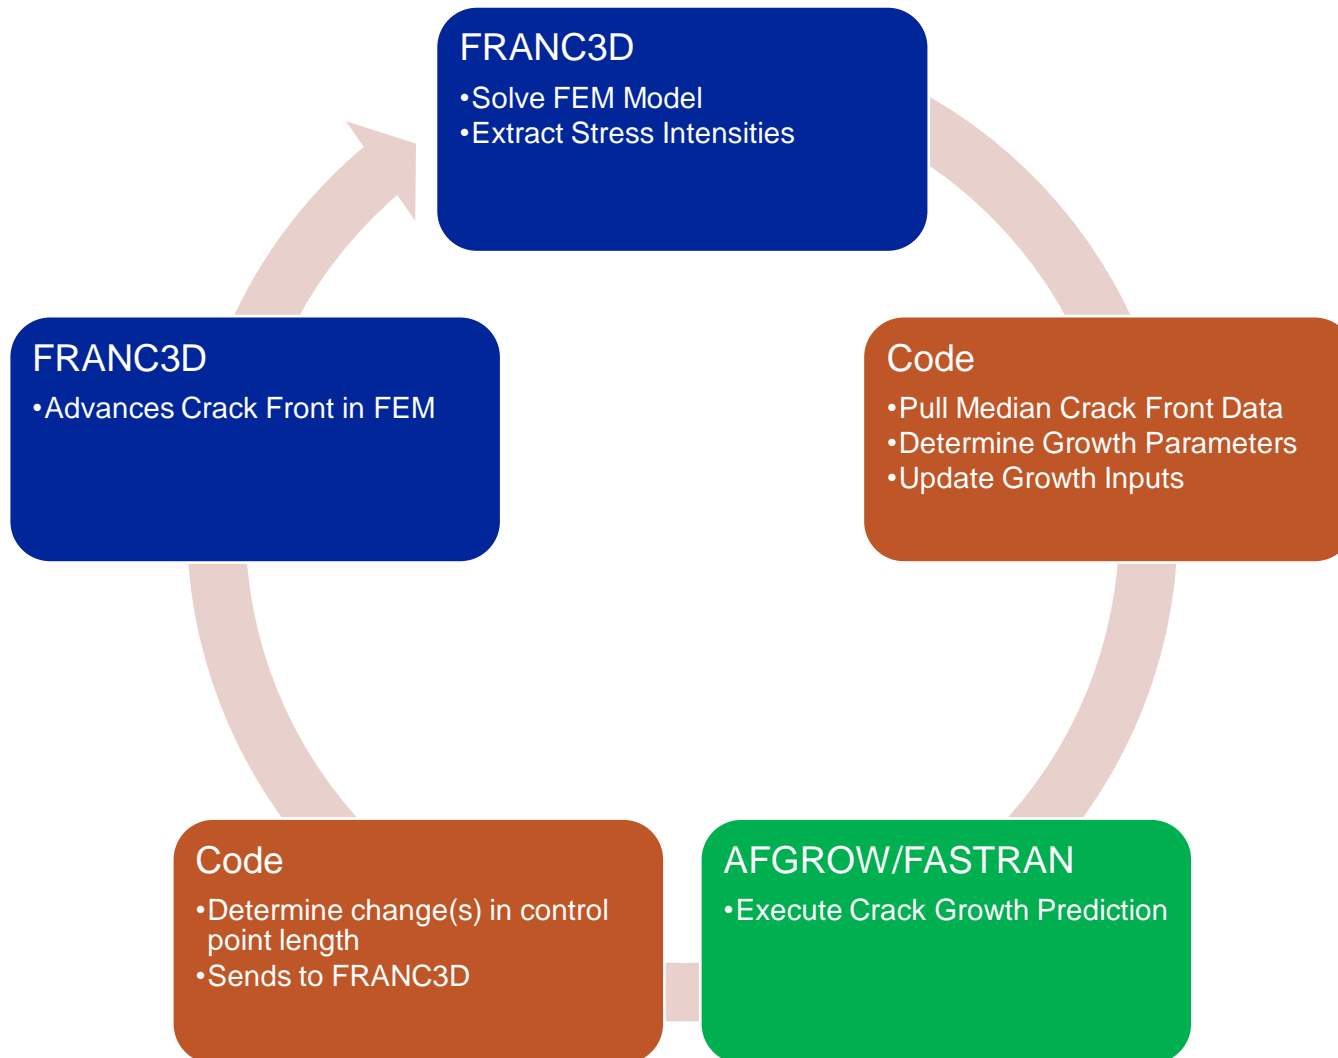 FRANC3D
•Solve FEM Model
•Extract Stress Intensities
Code
•Pull Median Crack Front Data
•Determine Growth Parameters
•Update Growth Inputs
AFGROW/FASTRAN
•Execute Crack Growth Prediction
Code
•Determine change(s) in control
point length
•Sends to FRANC3D
FRANC3D
•Advances Crack Front in FEM